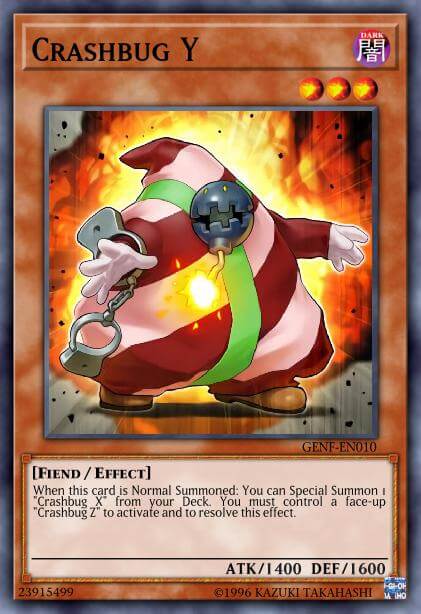 CRASHBUG Y
DARK
闇
GENF-EN010
[FIEND / EFFECT]
When this card is Normal Summoned: You can Special Summon 1
"Crashbug X" from your Deck. You must control a face-up
"Crashbug Z" to activate and to resolve this effect.
ATK/1400 DEF/1600
23915499
©1996 KAZUKI TAKAHASHI